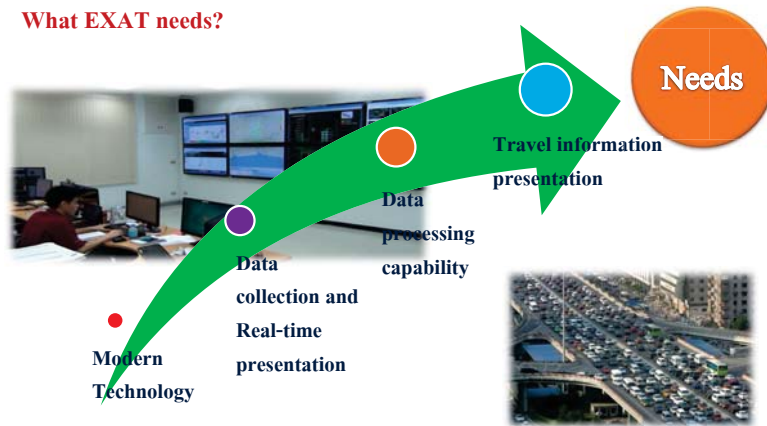 What EXAT needs?
Needs
Travel information
presentation
Data
processing
capability
Data
collection and
Real-time
presentation
Modern
Technology